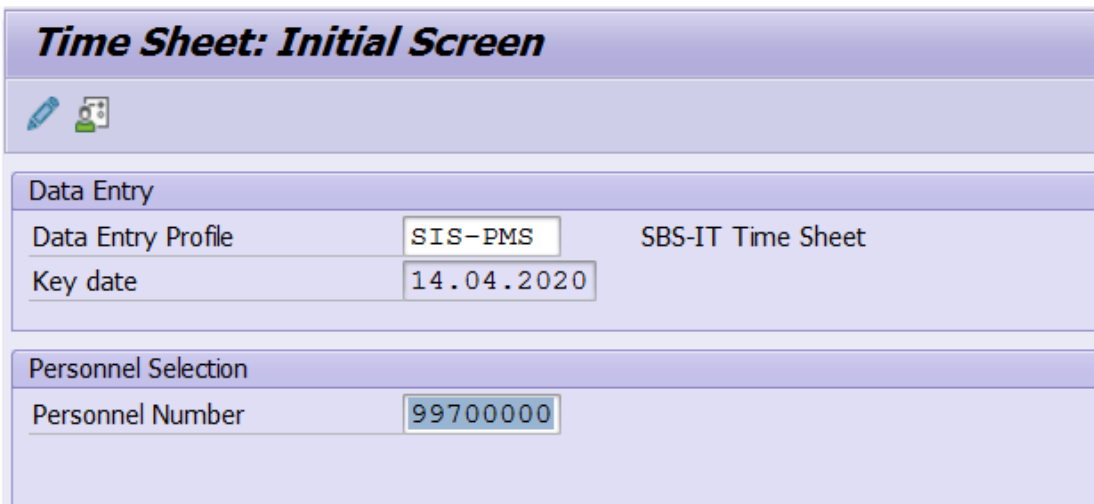 Time Sheet: Initial Screen
Data Entry
Data Entry Profile SIS-PMS SBS-IT Time Sheet
Key date 14.04.2020
Personnel Selection
Personnel Number 99700000